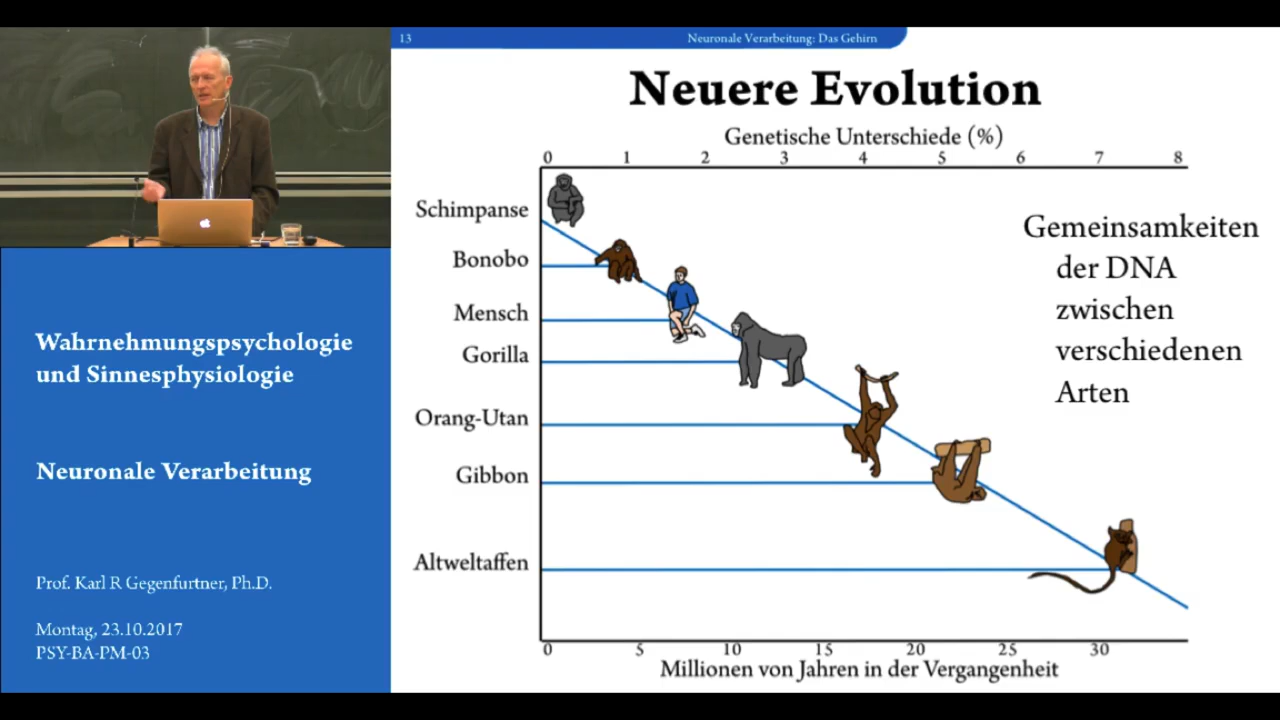 13
Neuronale Verarbeitung: Das Gehirn
Neuere Evolution
Genetische Unterschiede (%)
0 1 2 3 4 5 6 7 8
Schimpanse
Bonobo
Mensch
Gorilla
Orang-Utan
Gibbon
Altweltaffen
0 5 10 15 20 25 30
Millionen von Jahren in der Vergangenheit
Gemeinsamkeiten
der DNA
zwischen
verschiedenen
Arten
Wahrnehmungspsychologie
und Sinnesphysiologie
Neuronale Verarbeitung
Prof. Karl R Gegenfurtner, Ph.D.
Montag, 23.10.2017
PSY-BA-PM-03